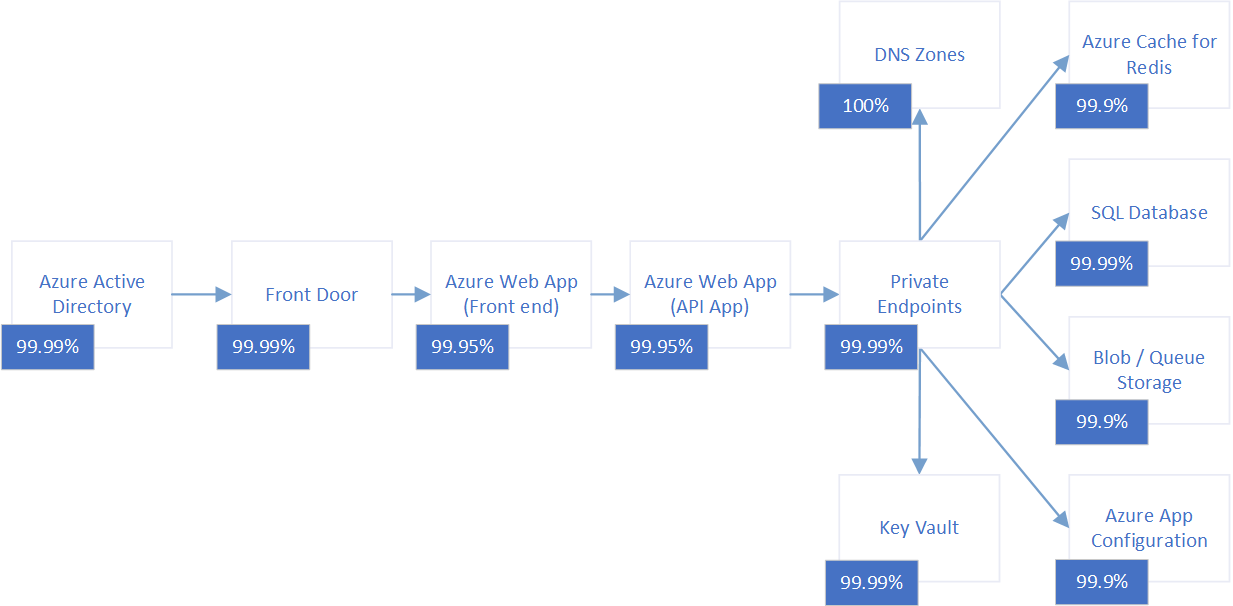 DNS Zones
100%
Azure Cache for
Redis
99.9%
SQL Database
99.99%
Azure Active
Directory
99.99%
Front Door
99.99%
Azure Web App
(Front end)
99.95%
Azure Web App
(API App)
99.95%
Private
Endpoints
99.99%
Blob / Queue
Storage
99.9%
Key Vault
99.99%
Azure App
Configuration
99.9%